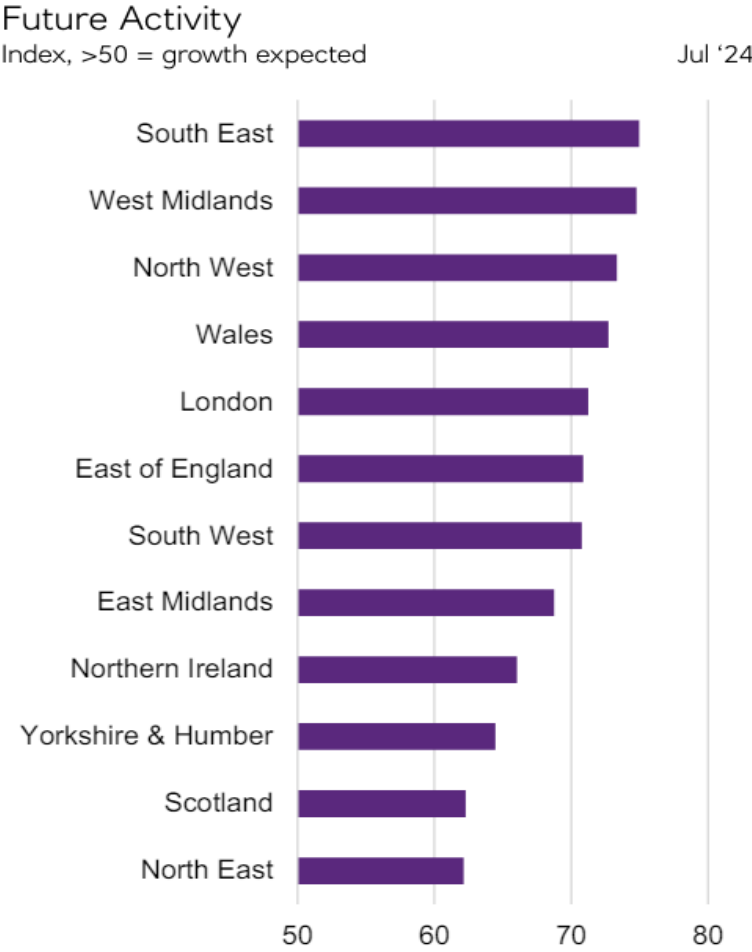 Future Activity
Index, >50 = growth expected
Jul ‘24
South East
West Midlands
North West
Wales
London
East of England
South West
East Midlands
Northern Ireland
Yorkshire & Humber
Scotland
North East
50 60 70 80